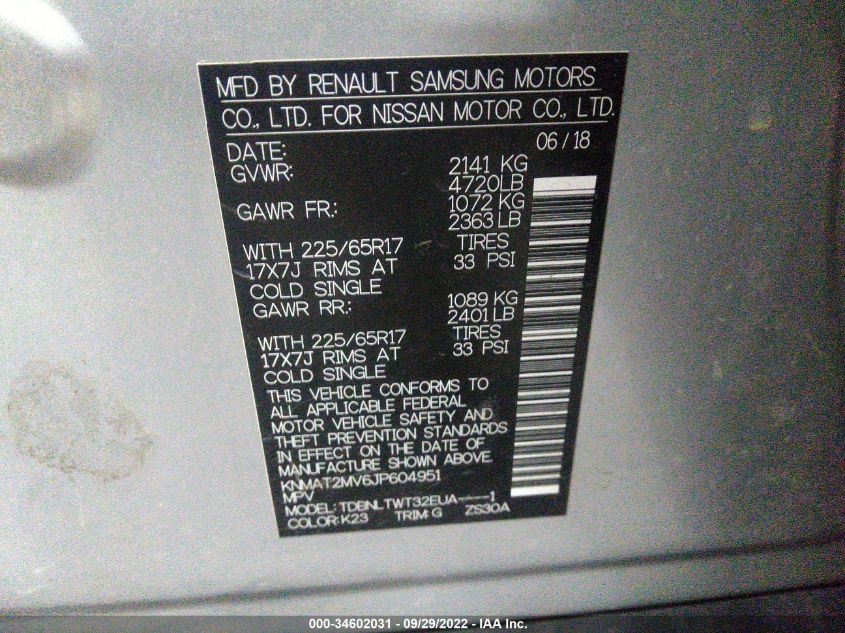 MFD BY RENAULT SAMSUNG MOTORS
CO., LTD. FOR NISSAN MOTOR CO., LTD.
DATE: 06 / 18
GVWR: 2141 KG
4720LB
GAWR FR.: 1072 KG
2363 LB
WITH 225/65R17 TIRES
17X7J RIMS AT 33 PSI
COLD SINGLE
GAWR RR.: 1089 KG
2401 LB
WITH 225/65R17 TIRES
17X7J RIMS AT 33 PSI
COLD SINGLE
THIS VEHICLE CONFORMS TO
ALL APPLICABLE FEDERAL
MOTOR VEHICLE SAFETY AND
THEFT PREVENTION STANDARDS
IN EFFECT ON THE DATE OF
MANUFACTURE SHOWN ABOVE.
KNMAT2MV6JP604951
MPV
MODEL: TDBNLTWT32EUA----1
COLOR:K23 TRIM:G ZS30A
000-34602031 - 09/29/2022 - IAA Inc.